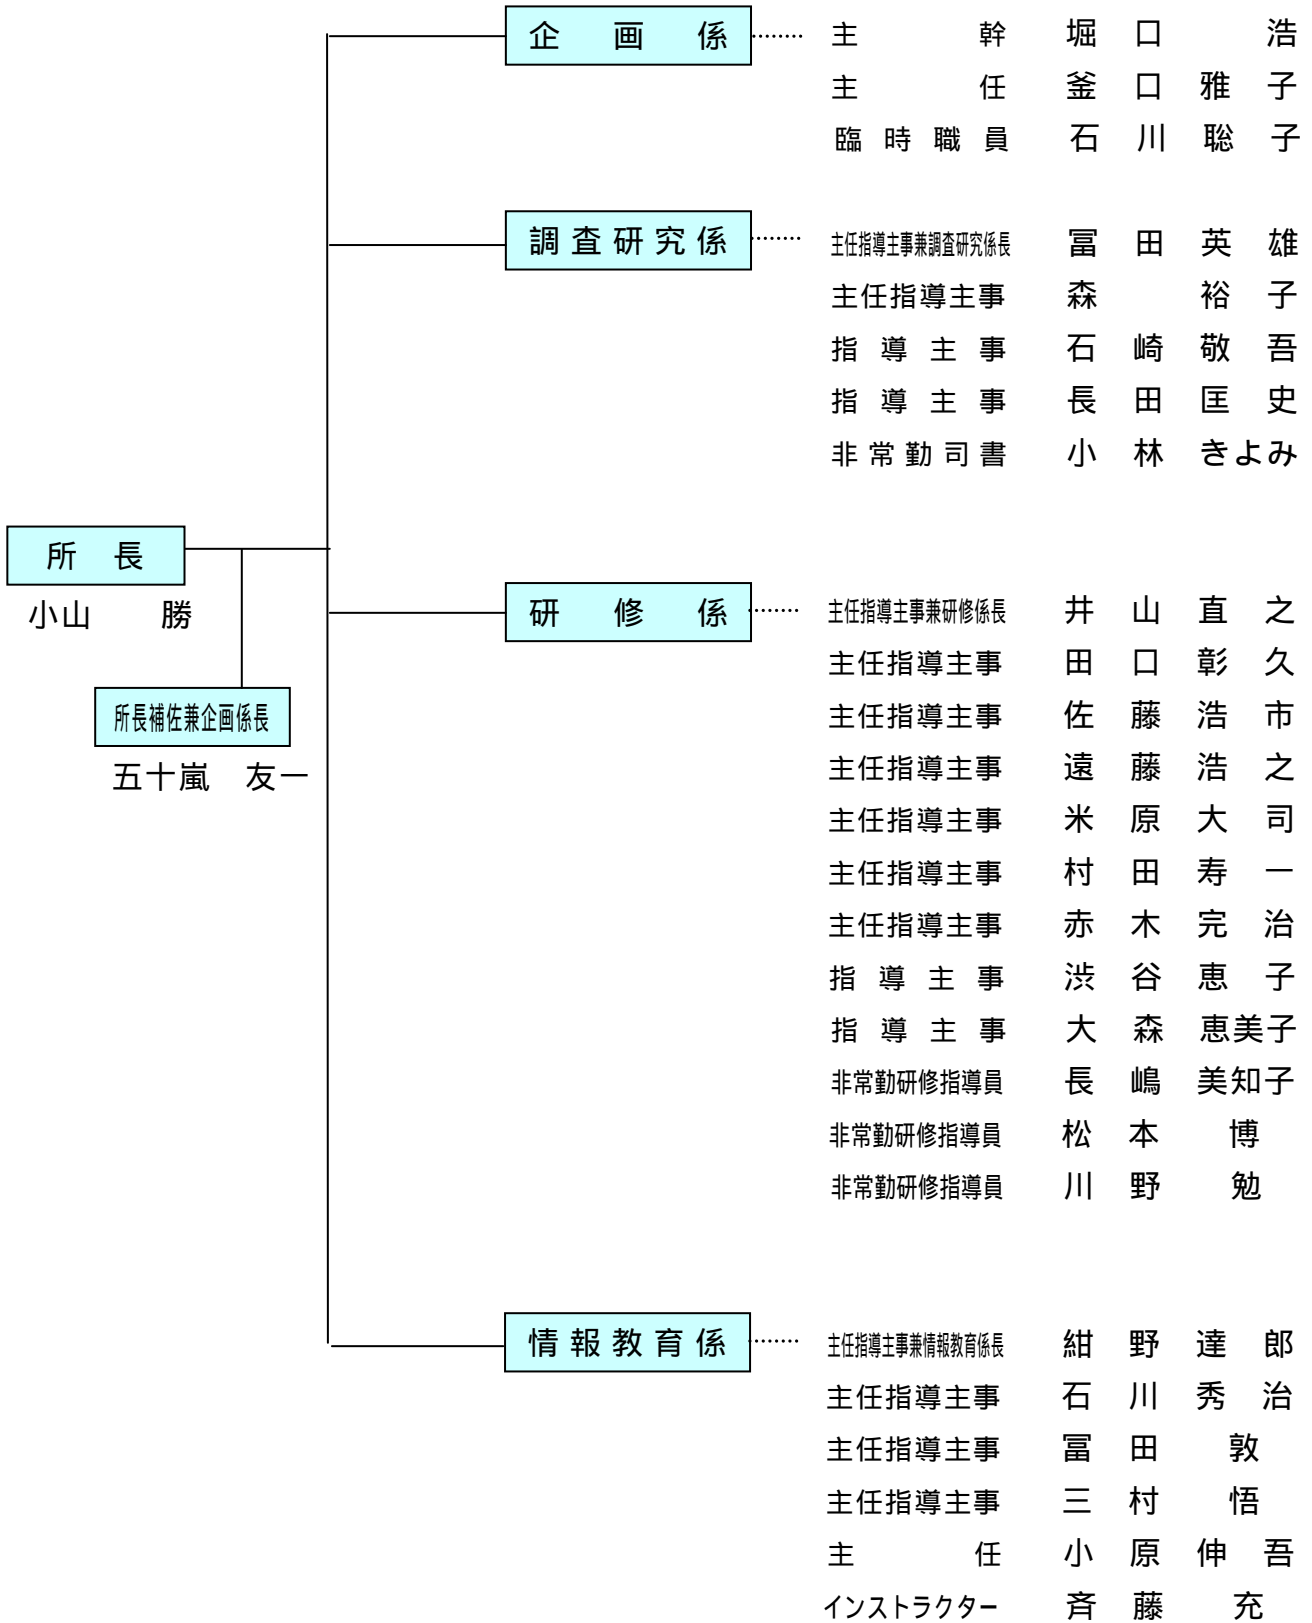 企画係 主幹 堀口 浩
主任 釜口雅子
臨時職員 石川聡子
調査研究係 主任指導主事兼調査研究係長 冨田英雄
主任指導主事 森 裕子
指導主事 石崎敬吾
指導主事 長田匡史
非常勤司書 小林きよみ
所長
小山 勝
所長補佐兼企画係長
五十嵐 友一
研修係 主任指導主事兼研修係長 井山直之
主任指導主事 田口彰久
主任指導主事 佐藤浩市
主任指導主事 遠藤浩之
主任指導主事 米原大司
主任指導主事 村田寿一
主任指導主事 赤木完治
指導主事 渋谷恵子
指導主事 大森恵美子
非常勤研修指導員 長嶋美知子
非常勤研修指導員 松本 博
非常勤研修指導員 川野 勉
情報教育係 主任指導主事兼情報教育係長 紺野達郎
主任指導主事 石川秀治
主任指導主事 冨田 敦
主任指導主事 三村 悟
主任 小原伸吾
インストラクター 斉藤 充